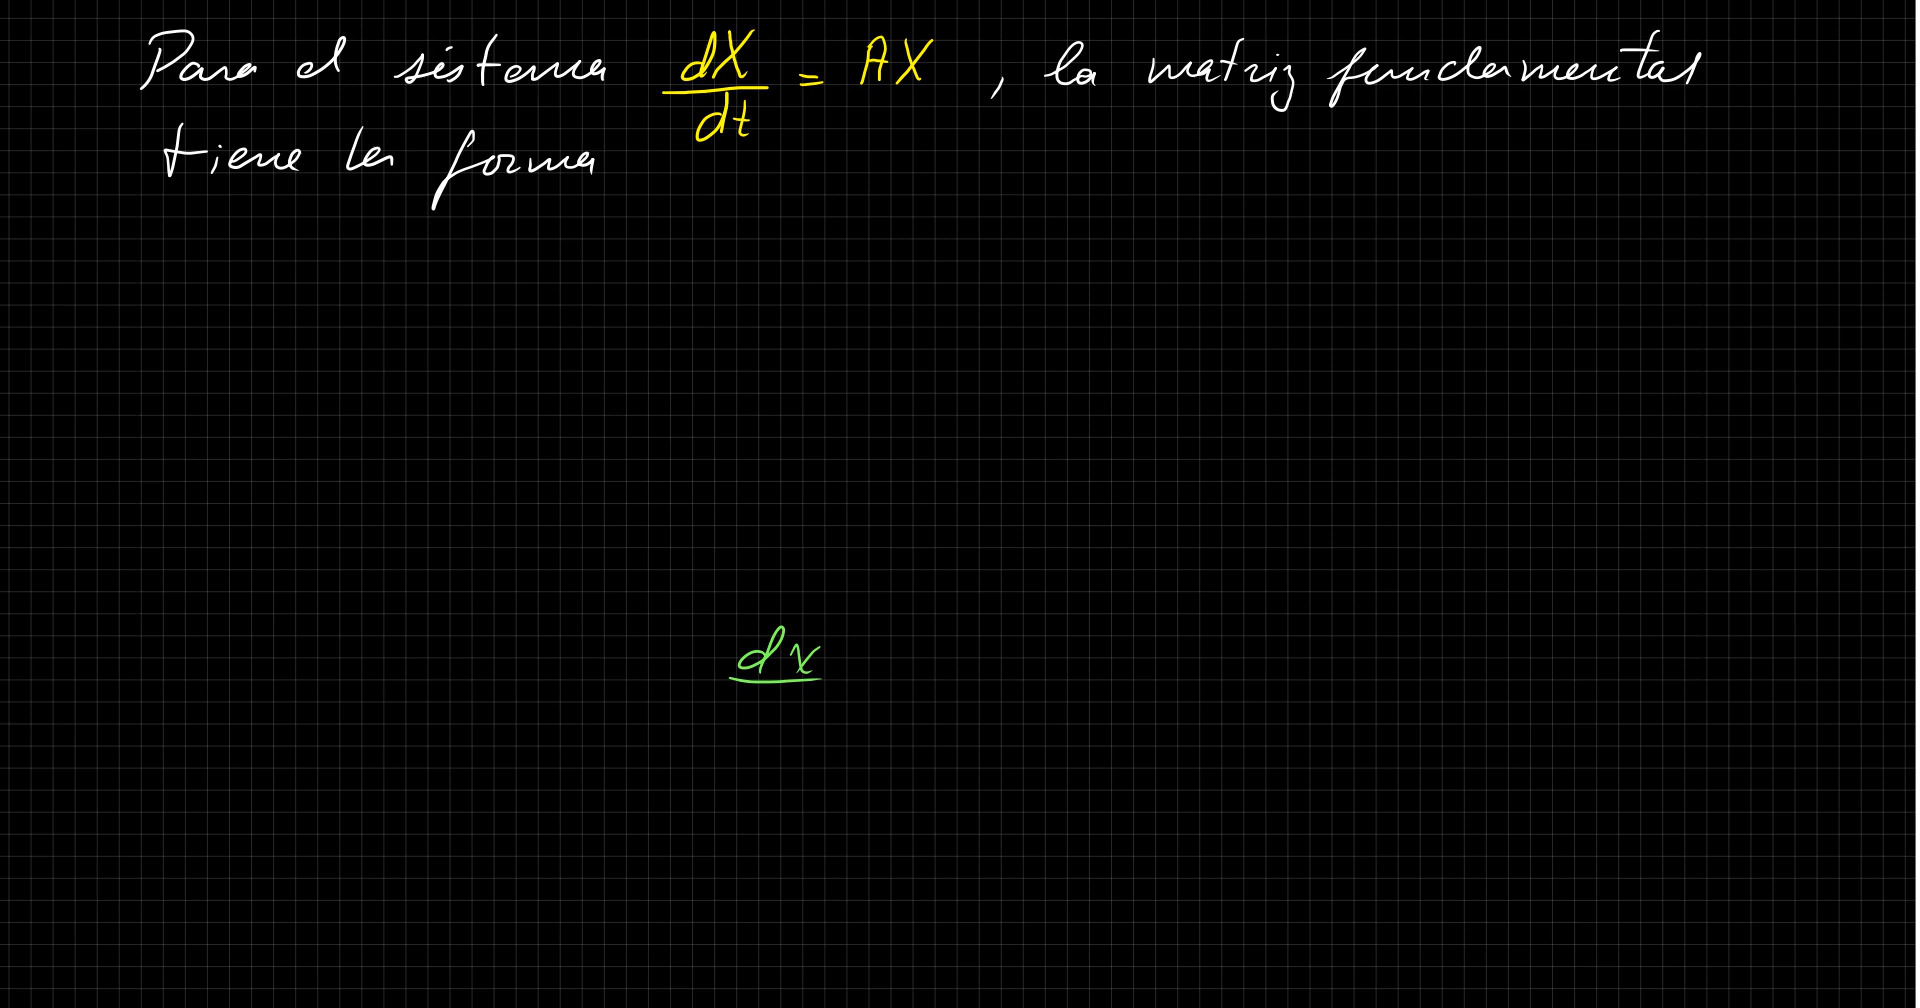 Para el sistema dX/dt = AX, la matriz fundamental
tiene la forma
dx